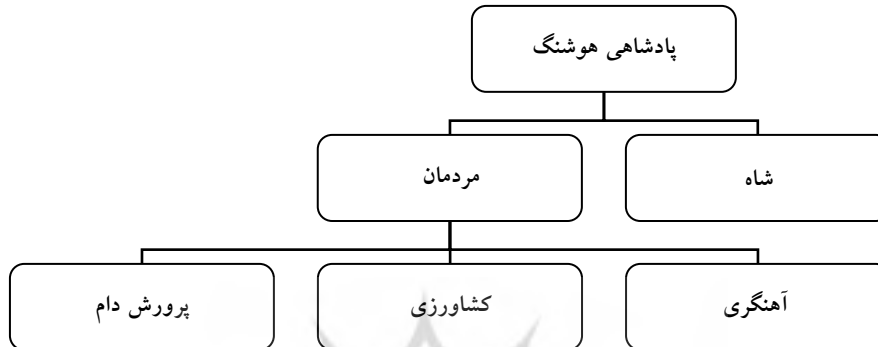 پادشاهی هوشنگ
شاه
مردمان
آهنگری
کشاورزی
پرورش دام